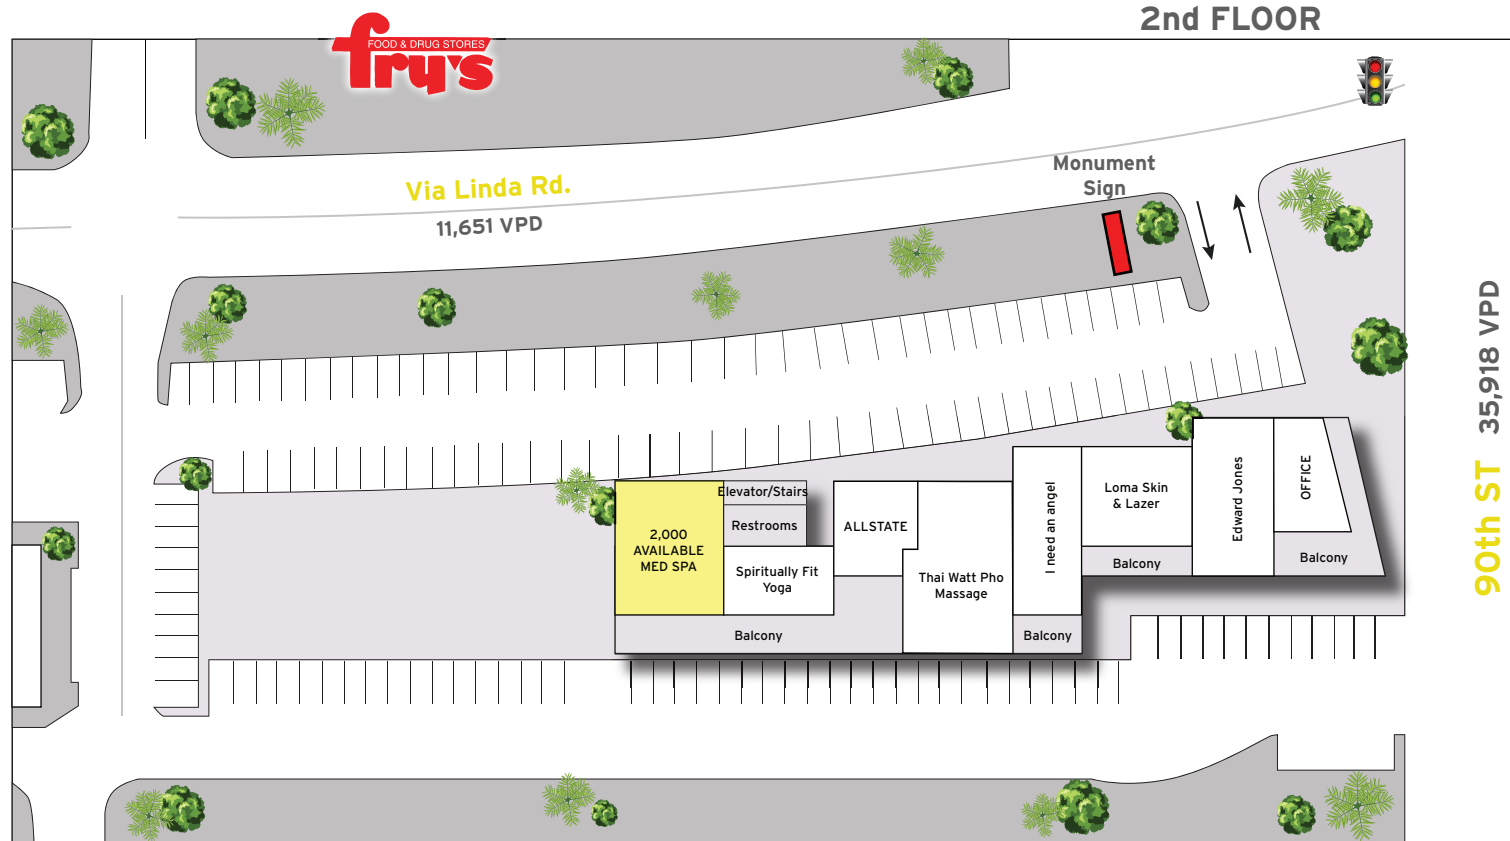 2nd FLOOR
fry's
FOOD & DRUG STORES
Monument
Sign
Via Linda Rd.
11,651 VPD
90th ST 35,918 VPD
Elevator/Stairs
Restrooms
2,000
AVAILABLE
MED SPA
Spiritually Fit
Yoga
ALLSTATE
Thai Watt Pho
Massage
I need an angel
Loma Skin
& Lazer
Edward Jones
OFFICE
Balcony
Balcony
Balcony
Balcony